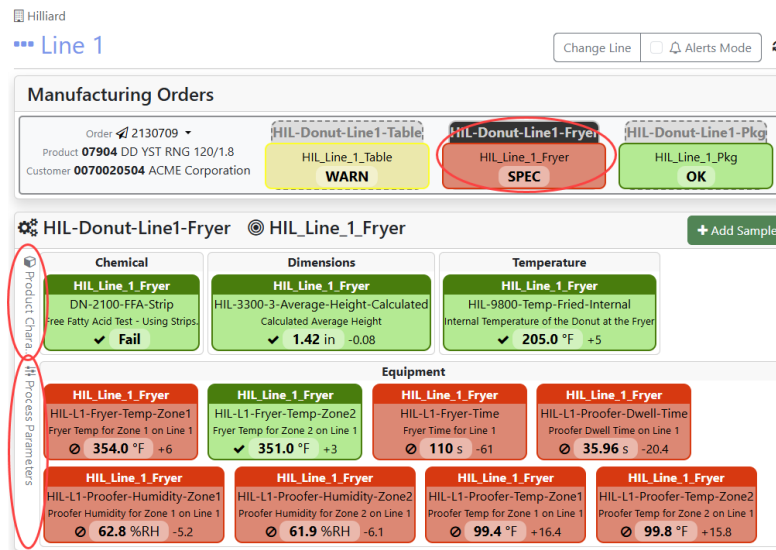 Hilliard
Line 1
Change Line
Alerts Mode
Manufacturing Orders
Order 2130709
Product 07904 DD YST RNG 120/1.8
Customer 0070020504 ACME Corporation
HIL-Donut-Line1-Table
HIL_Line_1_Table
WARN
HIL-Donut-Line1-Fryer
HIL_Line_1_Fryer
SPEC
HIL-Donut-Line1-Pkg
HIL_Line_1_Pkg
OK
HIL-Donut-Line1-Fryer HIL_Line_1_Fryer
+ Add Sample
Product Chara
Chemical
HIL_Line_1_Fryer
DN-2100-FFA-Strip
Free Fatty Acid Test - Using Strips.
Fail
Dimensions
HIL_Line_1_Fryer
HIL-3300-3-Average-Height-Calculated
Calculated Average Height
1.42 in -0.08
Temperature
HIL_Line_1_Fryer
HIL-9800-Temp-Fried-Internal
Internal Temperature of the Donut at the Fryer
205.0 °F +5
Process Parameters
Equipment
HIL_Line_1_Fryer
HIL-L1-Fryer-Temp-Zone1
Fryer Temp for Zone 1 on Line 1
354.0 °F +6
HIL_Line_1_Fryer
HIL-L1-Fryer-Temp-Zone2
Fryer Temp for Zone 2 on Line 1
351.0 °F +3
HIL_Line_1_Fryer
HIL-L1-Fryer-Time
Fryer Time for Line 1
110 s -61
HIL_Line_1_Fryer
HIL-L1-Proofer-Dwell-Time
Proofer Dwell Time on Line 1
35.96 s -20.4
HIL_Line_1_Fryer
HIL-L1-Proofer-Humidity-Zone1
Proofer Humidity for Zone 1 on Line 1
62.8 %RH -5.2
HIL_Line_1_Fryer
HIL-L1-Proofer-Humidity-Zone2
Proofer Humidity for Zone 2 on Line 1
61.9 %RH -6.1
HIL_Line_1_Fryer
HIL-L1-Proofer-Temp-Zone1
Proofer Temp for Zone 1 on Line 1
99.4 °F +16.4
HIL_Line_1_Fryer
HIL-L1-Proofer-Temp-Zone2
Proofer Temp for Zone 2 on Line 1
99.8 °F +15.8